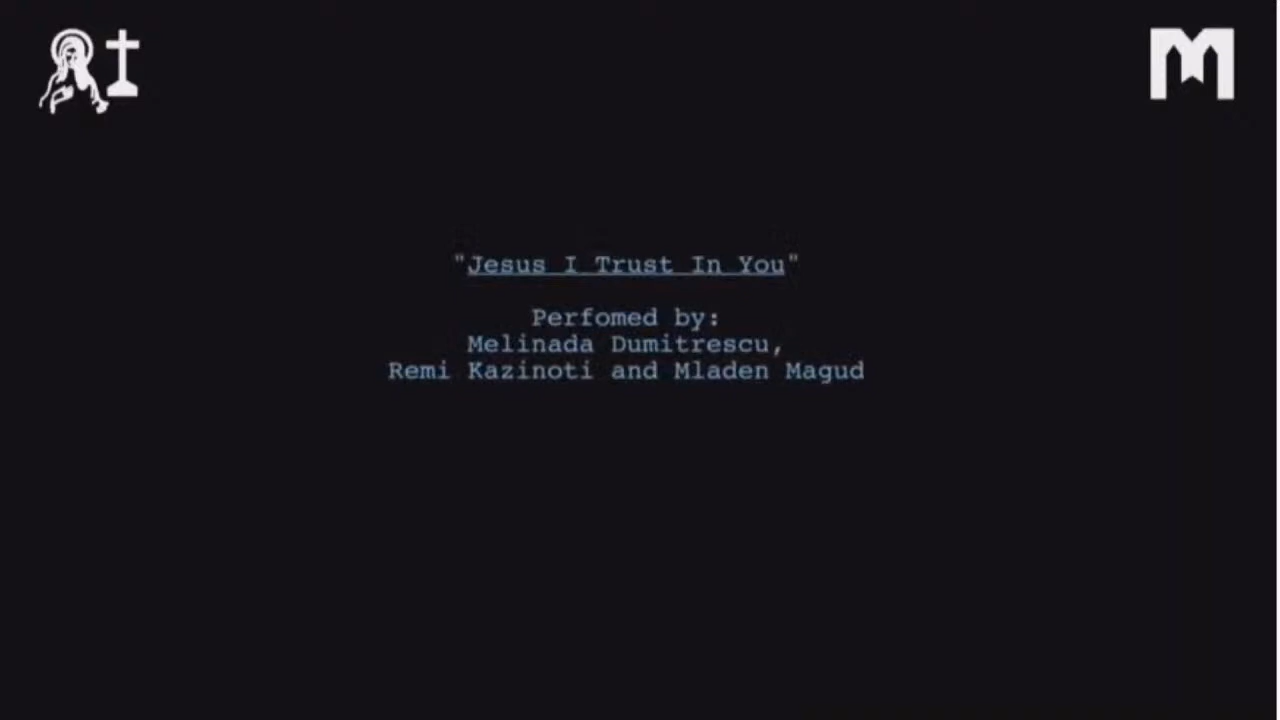 "Jesus I Trust In You"
Perfomed by:
Melinada Dumitrescu,
Remi Kazinoti and Mladen Magud